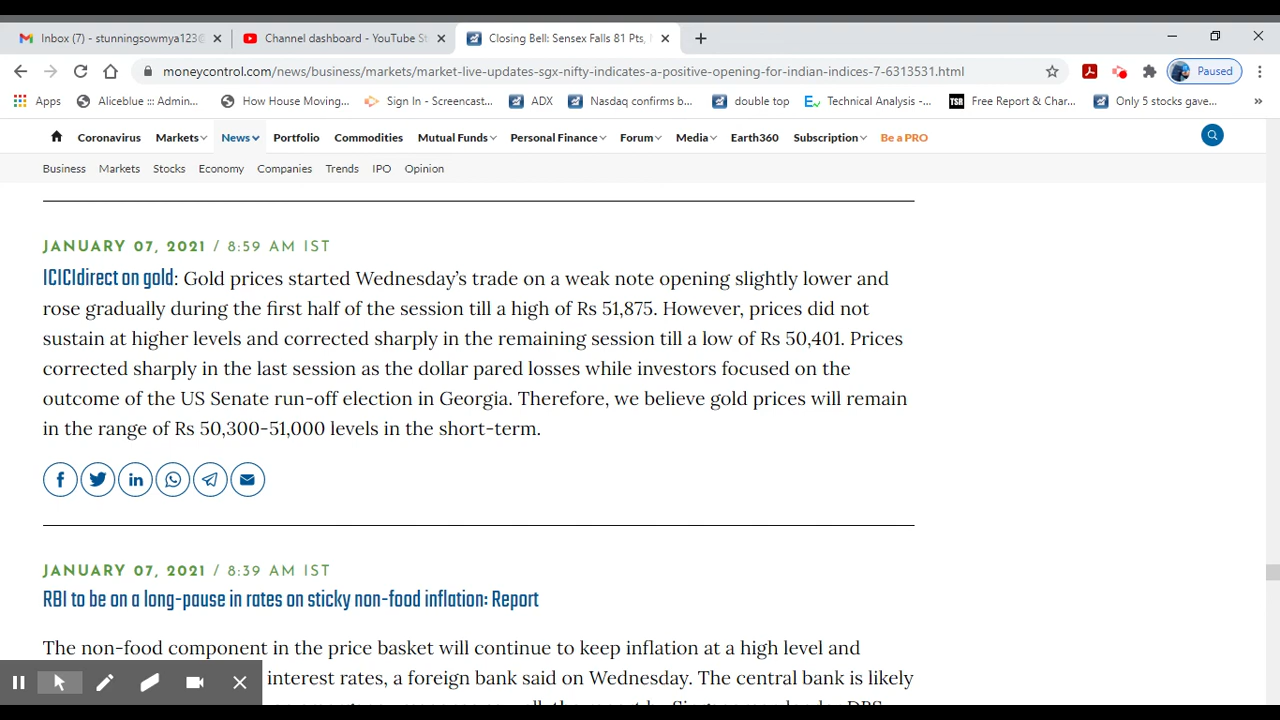 Inbox (7) - stunningsowmya123@
Channel dashboard - YouTube St
Closing Bell: Sensex Falls 81 Pts,
moneycontrol.com/news/business/markets/market-live-updates-sgx-nifty-indicates-a-positive-opening-for-indian-indices-7-6313531.html
Paused
Apps Aliceblue ::: Admin... How House Moving... Sign In - Screencast... ADX Nasdaq confirms b... double top Technical Analysis -... TSR Free Report & Char... Only 5 stocks gave... »
Coronavirus Markets News Portfolio Commodities Mutual Funds Personal Finance Forum Media Earth360 Subscription Be a PRO
Business Markets Stocks Economy Companies Trends IPO Opinion
JANUARY 07, 2021 / 8:59 AM IST
ICICIdirect on gold: Gold prices started Wednesday's trade on a weak note opening slightly lower and
rose gradually during the first half of the session till a high of Rs 51,875. However, prices did not
sustain at higher levels and corrected sharply in the remaining session till a low of Rs 50,401. Prices
corrected sharply in the last session as the dollar pared losses while investors focused on the
outcome of the US Senate run-off election in Georgia. Therefore, we believe gold prices will remain
in the range of Rs 50,300-51,000 levels in the short-term.
JANUARY 07, 2021 / 8:39 AM IST
RBI to be on a long-pause in rates on sticky non-food inflation: Report
The non-food component in the price basket will continue to keep inflation at a high level and
interest rates, a foreign bank said on Wednesday. The central bank is likely